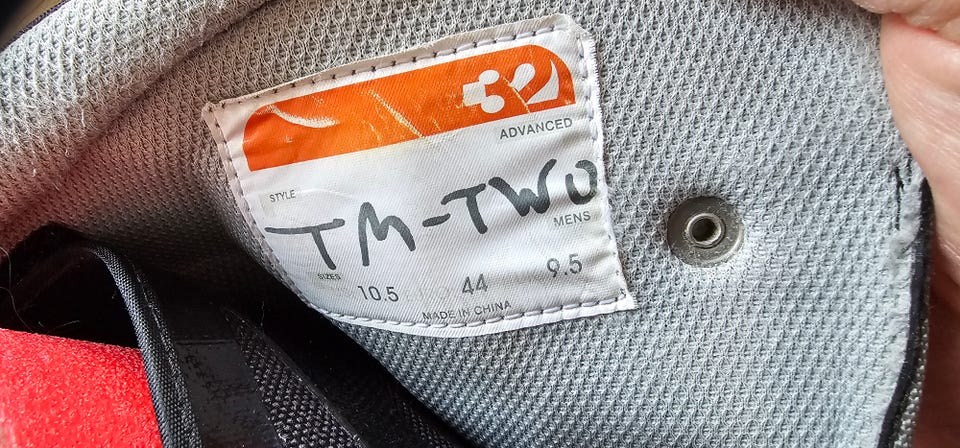 32
ADVANCED
STYLE
TM-TWO
MENS
SIZES
10.5 44 9.5
MADE IN CHINA